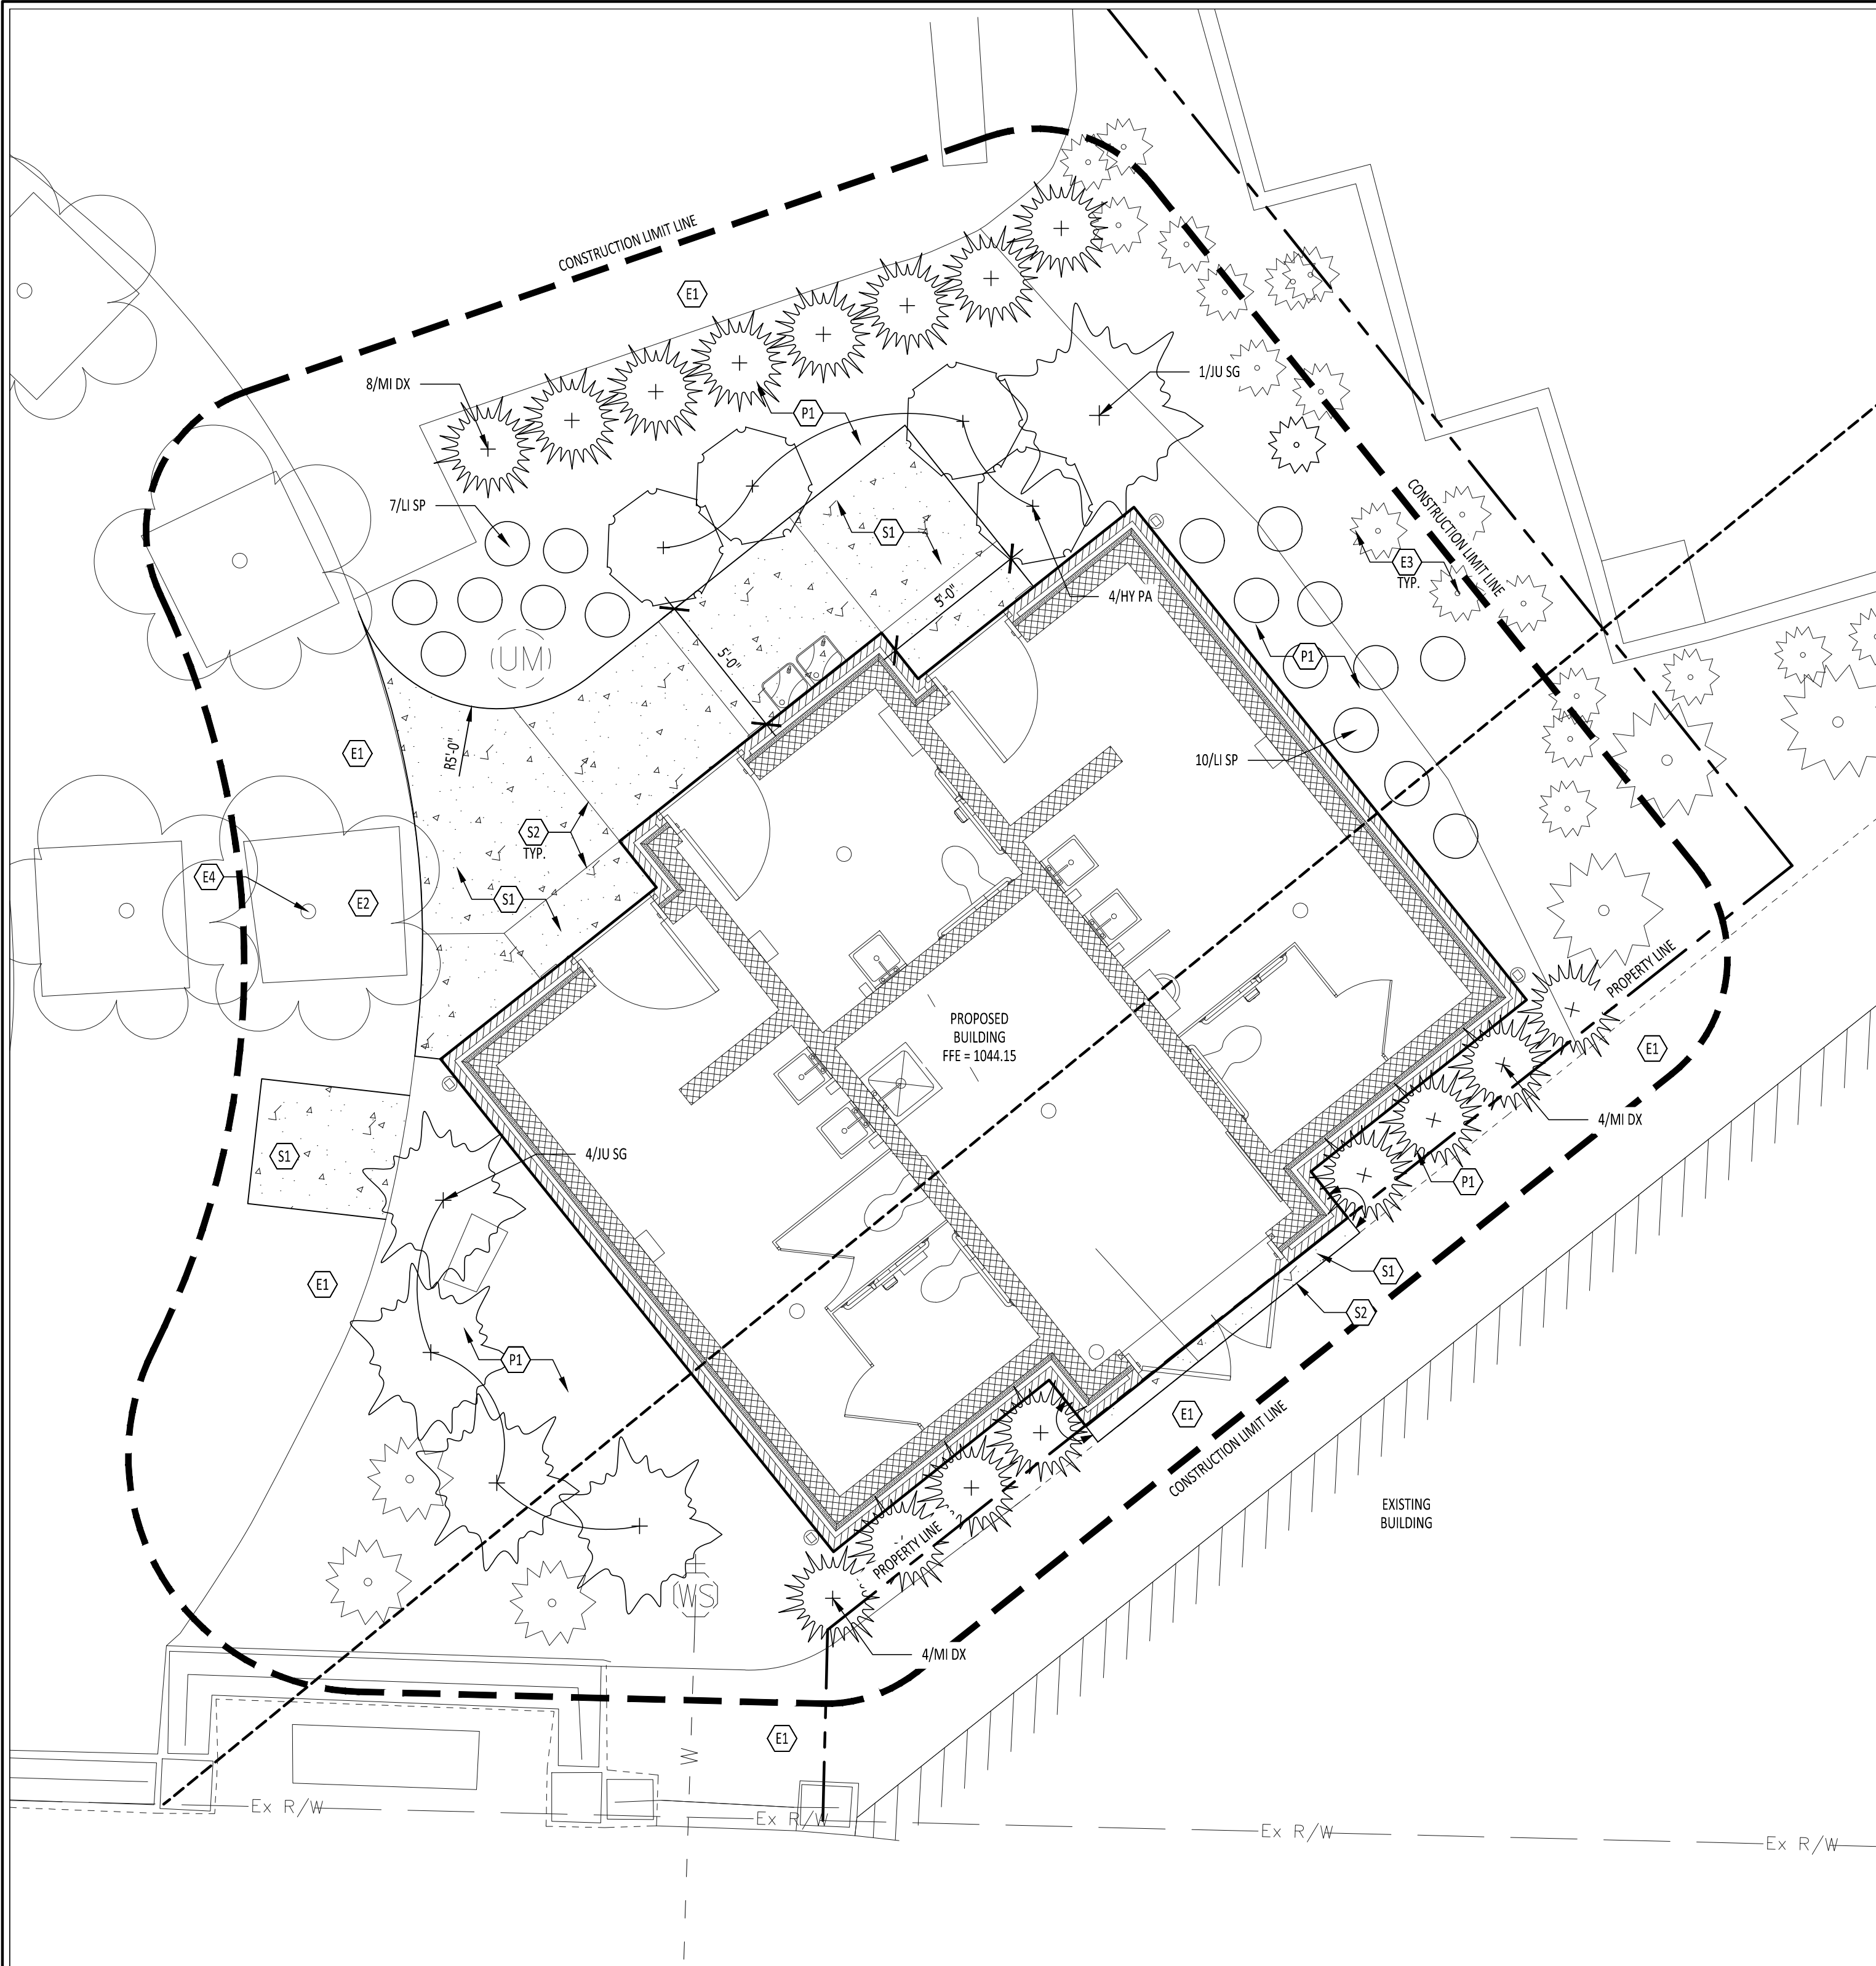 CONSTRUCTION LIMIT LINE
E1
8/MI DX
1/JU SG
P1
7/LI SP
S1
CONSTRUCTION LIMIT LINE
E3
TYP.
5'-0"
4/HY PA
UM
5'-0"
P1
E1
R5'-0"
10/LI SP
S2
TYP.
E4
E2
S1
PROPERTY LINE
PROPOSED
BUILDING
FFE = 1044.15
E1
4/MI DX
S1
4/JU SG
P1
S1
E1
S2
P1
E1
CONSTRUCTION LIMIT LINE
EXISTING
BUILDING
PROPERTY LINE
WS
4/MI DX
E1
W
Ex R/W
Ex R/W
Ex R/W
Ex R/W